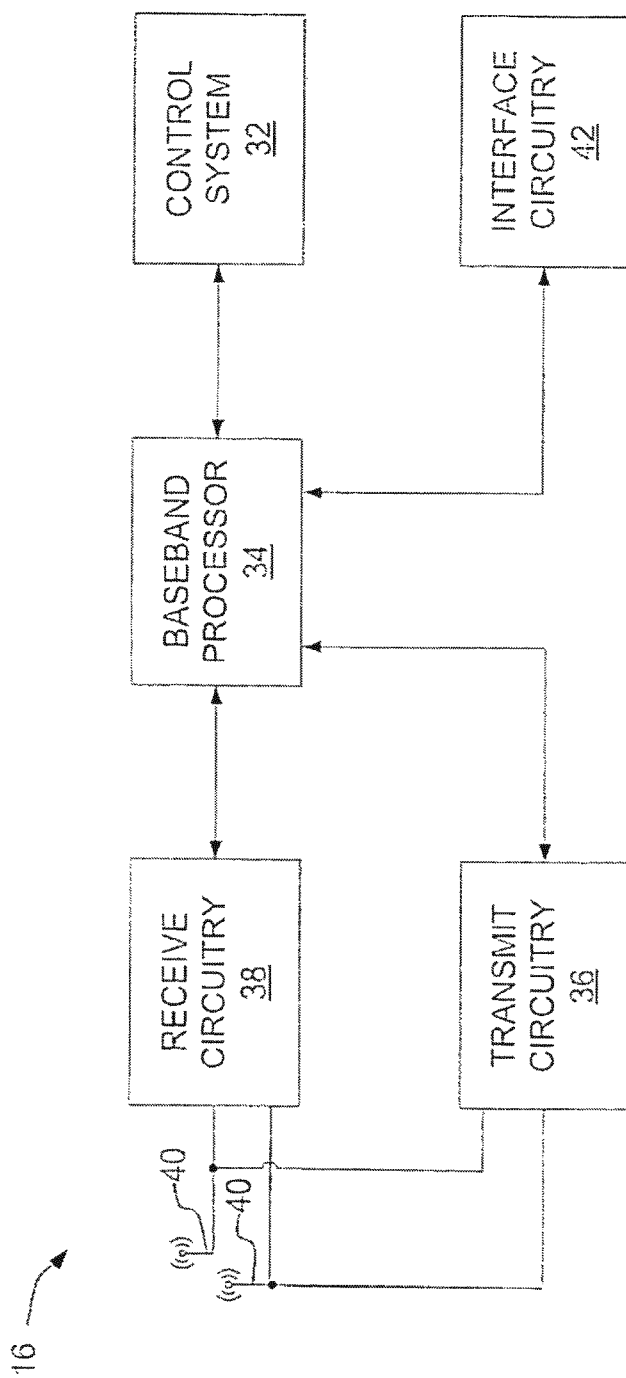 16
40
40
RECEIVE
CIRCUITRY
38
BASEBAND
PROCESSOR
34
CONTROL
SYSTEM
32
TRANSMIT
CIRCUITRY
36
INTERFACE
CIRCUITRY
42